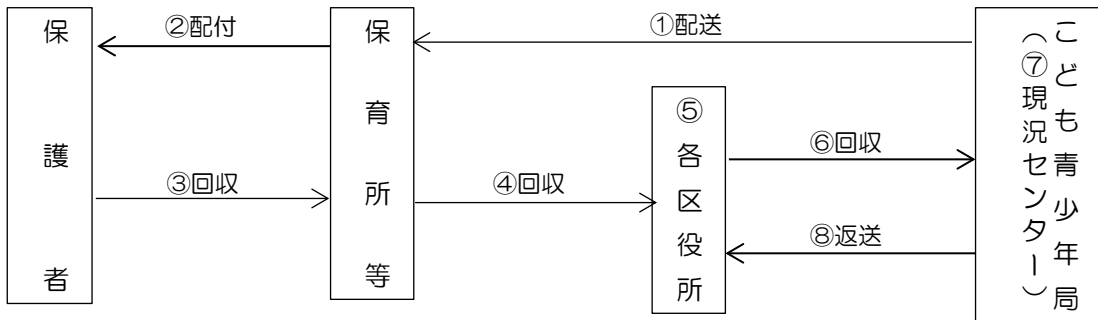 保護者
②配付
保育所等
①配送
③回収
④回収
⑤各区役所
⑥回収
⑧返送
こども青少年局
（⑦現況センター）